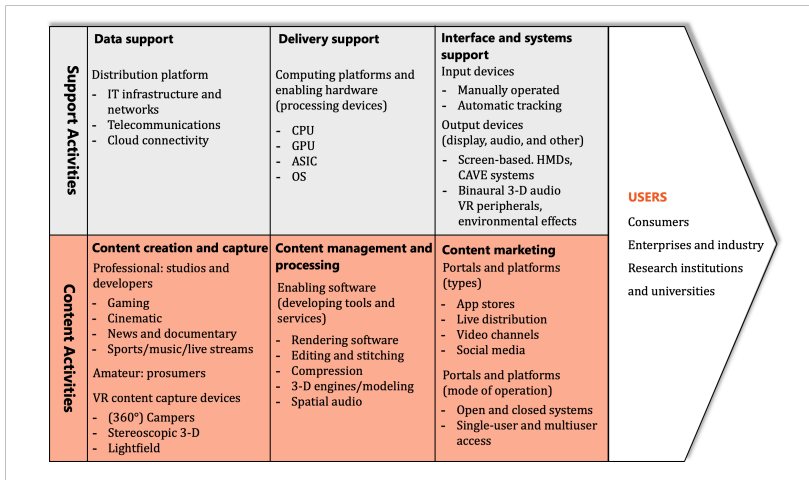 Support Activities
Data support
Distribution platform
- IT infrastructure and
networks
- Telecommunications
- Cloud connectivity
Delivery support
Computing platforms and
enabling hardware
(processing devices)
- CPU
- GPU
- ASIC
- OS
Interface and systems
support
Input devices
- Manually operated
- Automatic tracking
Output devices
(display, audio, and other)
- Screen-based. HMDs,
CAVE systems
- Binaural 3-D audio
VR peripherals,
environmental effects
Content Activities
Content creation and capture
Professional: studios and
developers
- Gaming
- Cinematic
- News and documentary
- Sports/music/live streams
Amateur: prosumers
VR content capture devices
- (360°) Campers
- Stereoscopic 3-D
- Lightfield
Content management and
processing
Enabling software
(developing tools and
services)
- Rendering software
- Editing and stitching
- Compression
- 3-D engines/modeling
- Spatial audio
Content marketing
Portals and platforms
(types)
- App stores
- Live distribution
- Video channels
- Social media
Portals and platforms
(mode of operation)
- Open and closed systems
- Single-user and multiuser
access
USERS
Consumers
Enterprises and industry
Research institutions
and universities